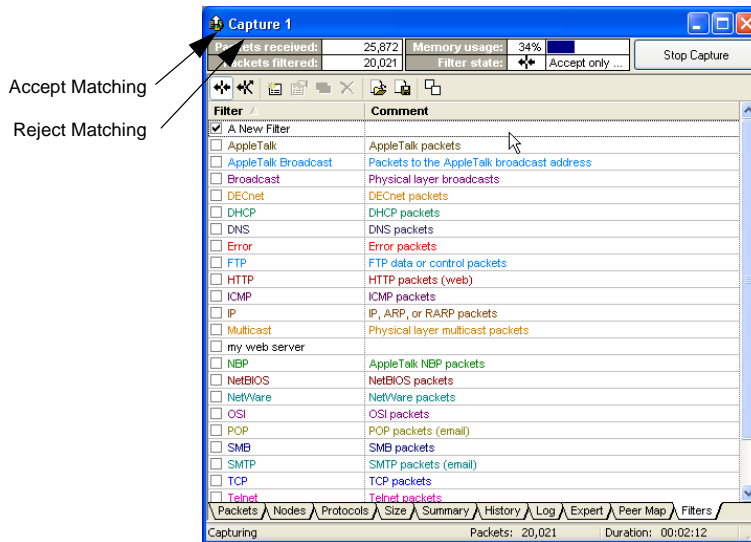 Capture 1
Packets received: 25,872 Memory usage: 34%
Packets filtered: 20,021 Filter state: Accept only ...
Stop Capture
Accept Matching
Reject Matching
Filter Comment
A New Filter
AppleTalk AppleTalk packets
AppleTalk Broadcast Packets to the AppleTalk broadcast address
Broadcast Physical layer broadcasts
DECnet DECnet packets
DHCP DHCP packets
DNS DNS packets
Error Error packets
FTP FTP data or control packets
HTTP HTTP packets (web)
ICMP ICMP packets
IP IP, ARP, or RARP packets
Multicast Physical layer multicast packets
my web server
NBP AppleTalk NBP packets
NetBIOS NetBIOS packets
NetWare NetWare packets
OSI OSI packets
POP POP packets (email)
SMB SMB packets
SMTP SMTP packets (email)
TCP TCP packets
Telnet Telnet packets
Packets Nodes Protocols Size Summary History Log Expert Peer Map Filters
Capturing Packets: 20,021 Duration: 00:02:12